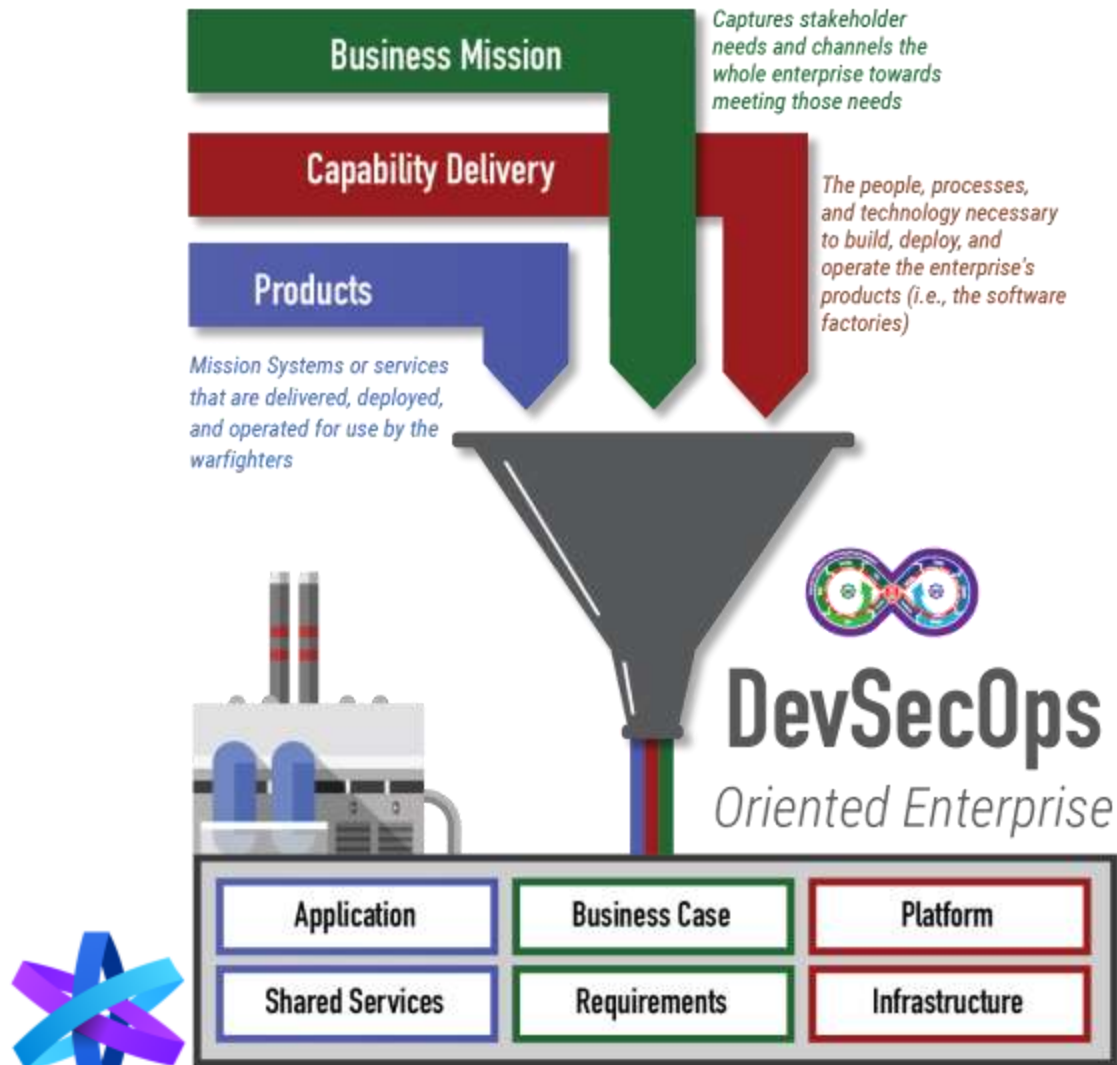 Business Mission
Captures stakeholder
needs and channels the
whole enterprise towards
meeting those needs
Capability Delivery
The people, processes,
and technology necessary
to build, deploy, and
operate the enterprise's
products (i.e., the software
factories)
Products
Mission Systems or services
that are delivered, deployed,
and operated for use by the
warfighters
DevSecOps
Oriented Enterprise
Application
Business Case
Platform
Shared Services
Requirements
Infrastructure